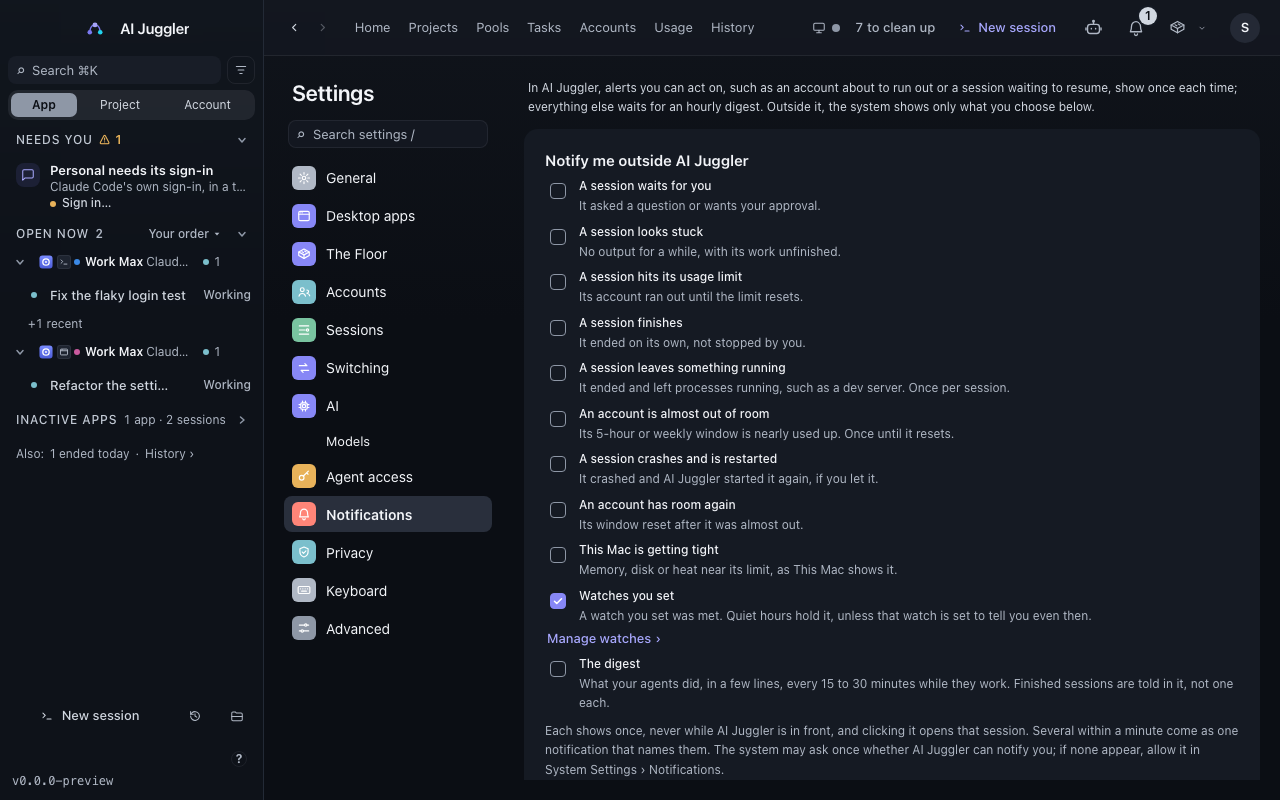 AI Juggler
Search ⌘K
App Project Account
NEEDS YOU 1
Personal needs its sign-in
Claude Code's own sign-in, in a t...
Sign in...
OPEN NOW 2 Your order
Work Max Claud... 1
Fix the flaky login test Working
+1 recent
Work Max Claud... 1
Refactor the setti... Working
INACTIVE APPS 1 app · 2 sessions
Also: 1 ended today · History ›
New session
?
v0.0.0-preview
Home Projects Pools Tasks Accounts Usage History
7 to clean up
New session
1
S
Settings
Search settings /
General
Desktop apps
The Floor
Accounts
Sessions
Switching
AI
Models
Agent access
Notifications
Privacy
Keyboard
Advanced
In AI Juggler, alerts you can act on, such as an account about to run out or a session waiting to resume, show once each time;
everything else waits for an hourly digest. Outside it, the system shows only what you choose below.
Notify me outside AI Juggler
A session waits for you
It asked a question or wants your approval.
A session looks stuck
No output for a while, with its work unfinished.
A session hits its usage limit
Its account ran out until the limit resets.
A session finishes
It ended on its own, not stopped by you.
A session leaves something running
It ended and left processes running, such as a dev server. Once per session.
An account is almost out of room
Its 5-hour or weekly window is nearly used up. Once until it resets.
A session crashes and is restarted
It crashed and AI Juggler started it again, if you let it.
An account has room again
Its window reset after it was almost out.
This Mac is getting tight
Memory, disk or heat near its limit, as This Mac shows it.
Watches you set
A watch you set was met. Quiet hours hold it, unless that watch is set to tell you even then.
Manage watches ›
The digest
What your agents did, in a few lines, every 15 to 30 minutes while they work. Finished sessions are told in it, not one
each.
Each shows once, never while AI Juggler is in front, and clicking it opens that session. Several within a minute come as one
notification that names them. The system may ask once whether AI Juggler can notify you; if none appear, allow it in
System Settings › Notifications.